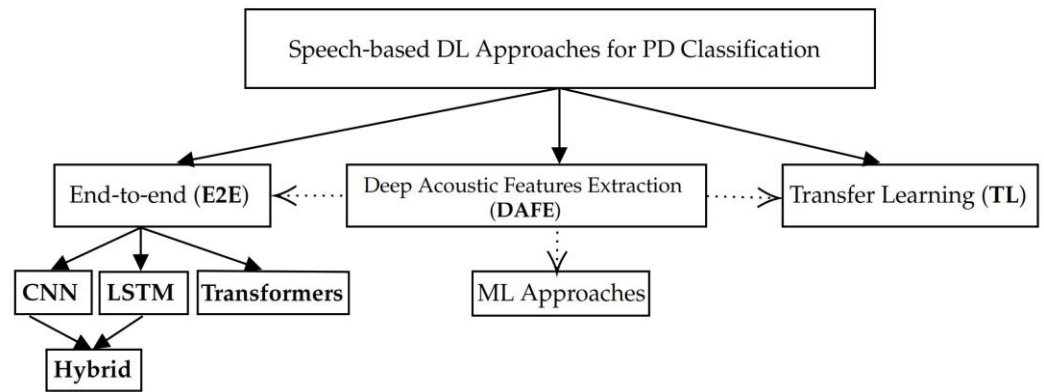 Speech-based DL Approaches for PD Classification
End-to-end (E2E)
Deep Acoustic Features Extraction
(DAFE)
Transfer Learning (TL)
CNN
LSTM
Transformers
ML Approaches
Hybrid